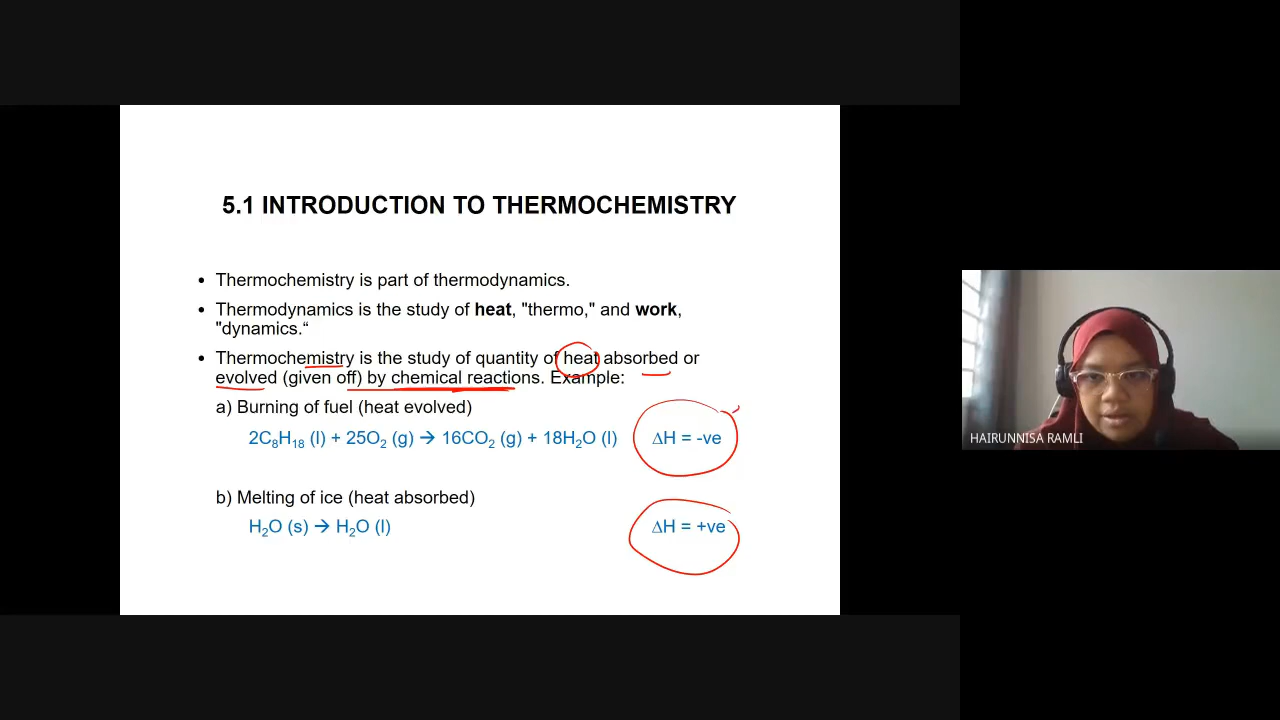 5.1 INTRODUCTION TO THERMOCHEMISTRY
• Thermochemistry is part of thermodynamics.
• Thermodynamics is the study of heat, "thermo," and work,
"dynamics.“
• Thermochemistry is the study of quantity of heat absorbed or
evolved (given off) by chemical reactions. Example:
a) Burning of fuel (heat evolved)
2C₈H₁₈ (l) + 25O₂ (g) → 16CO₂ (g) + 18H₂O (l) ∆H = -ve
b) Melting of ice (heat absorbed)
H₂O (s) → H₂O (l) ∆H = +ve
HAIRUNNISA RAMLI